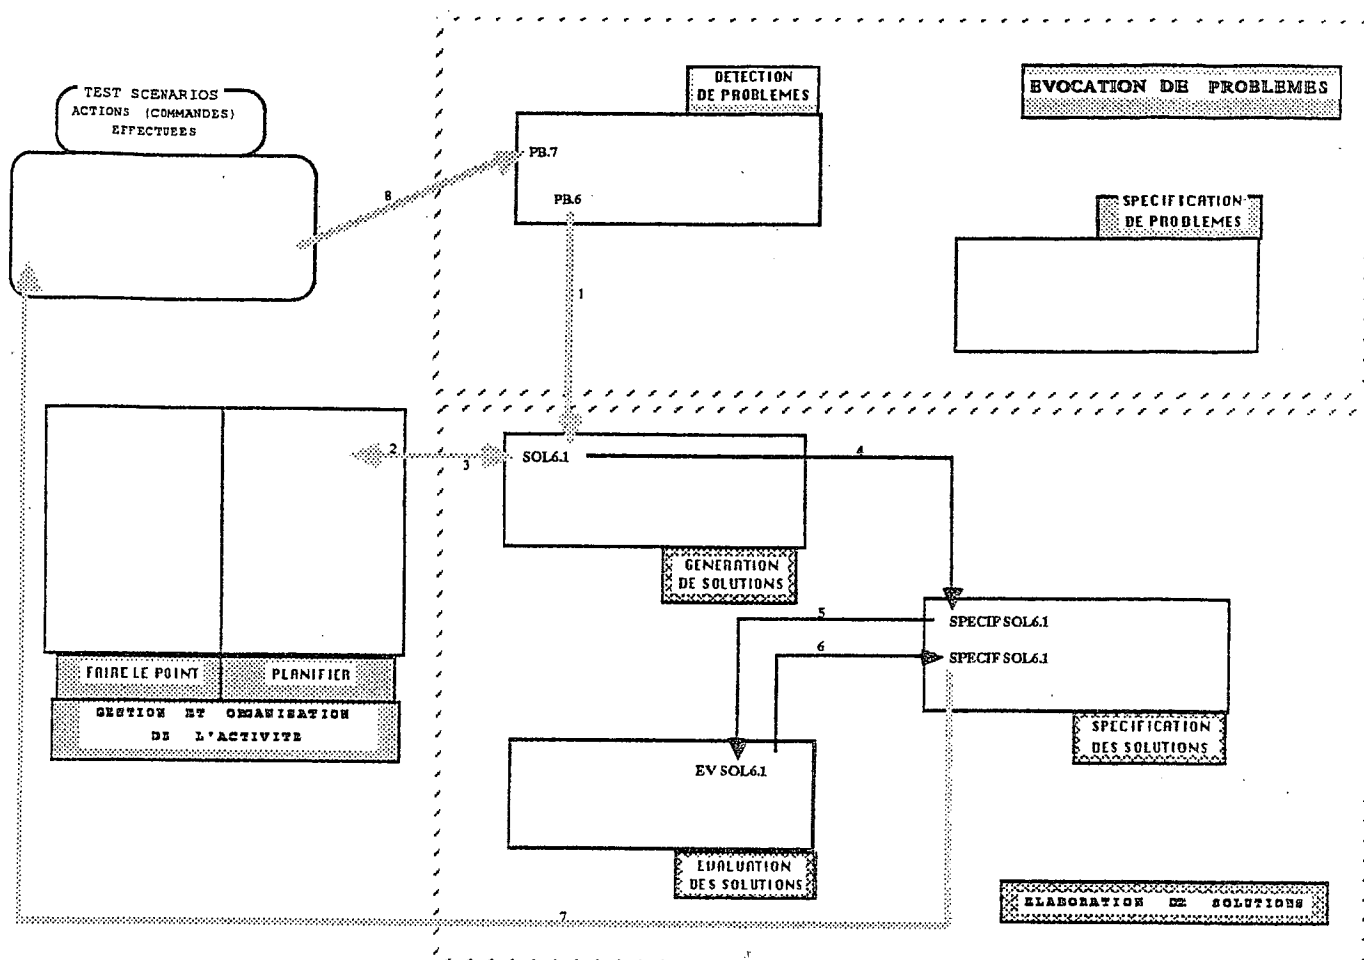 DETECTION
DE PROBLEMES
EVOCATION DE PROBLEMES
TEST SCENARIOS
ACTIONS (COMMANDES)
EFFECTUEES
PB.7
8
PB.6
SPECIFICATION
DE PROBLEMES
1
2
3
SOL6.1
4
GENERATION
DE SOLUTIONS
5
SPECIF SOL6.1
6
SPECIF SOL6.1
FAIRE LE POINT
PLANIFIER
GESTION ET ORGANISATION
DE L'ACTIVITE
SPECIFICATION
DES SOLUTIONS
EV SOL6.1
EVALUATION
DES SOLUTIONS
ELABORATION DE SOLUTIONS
7